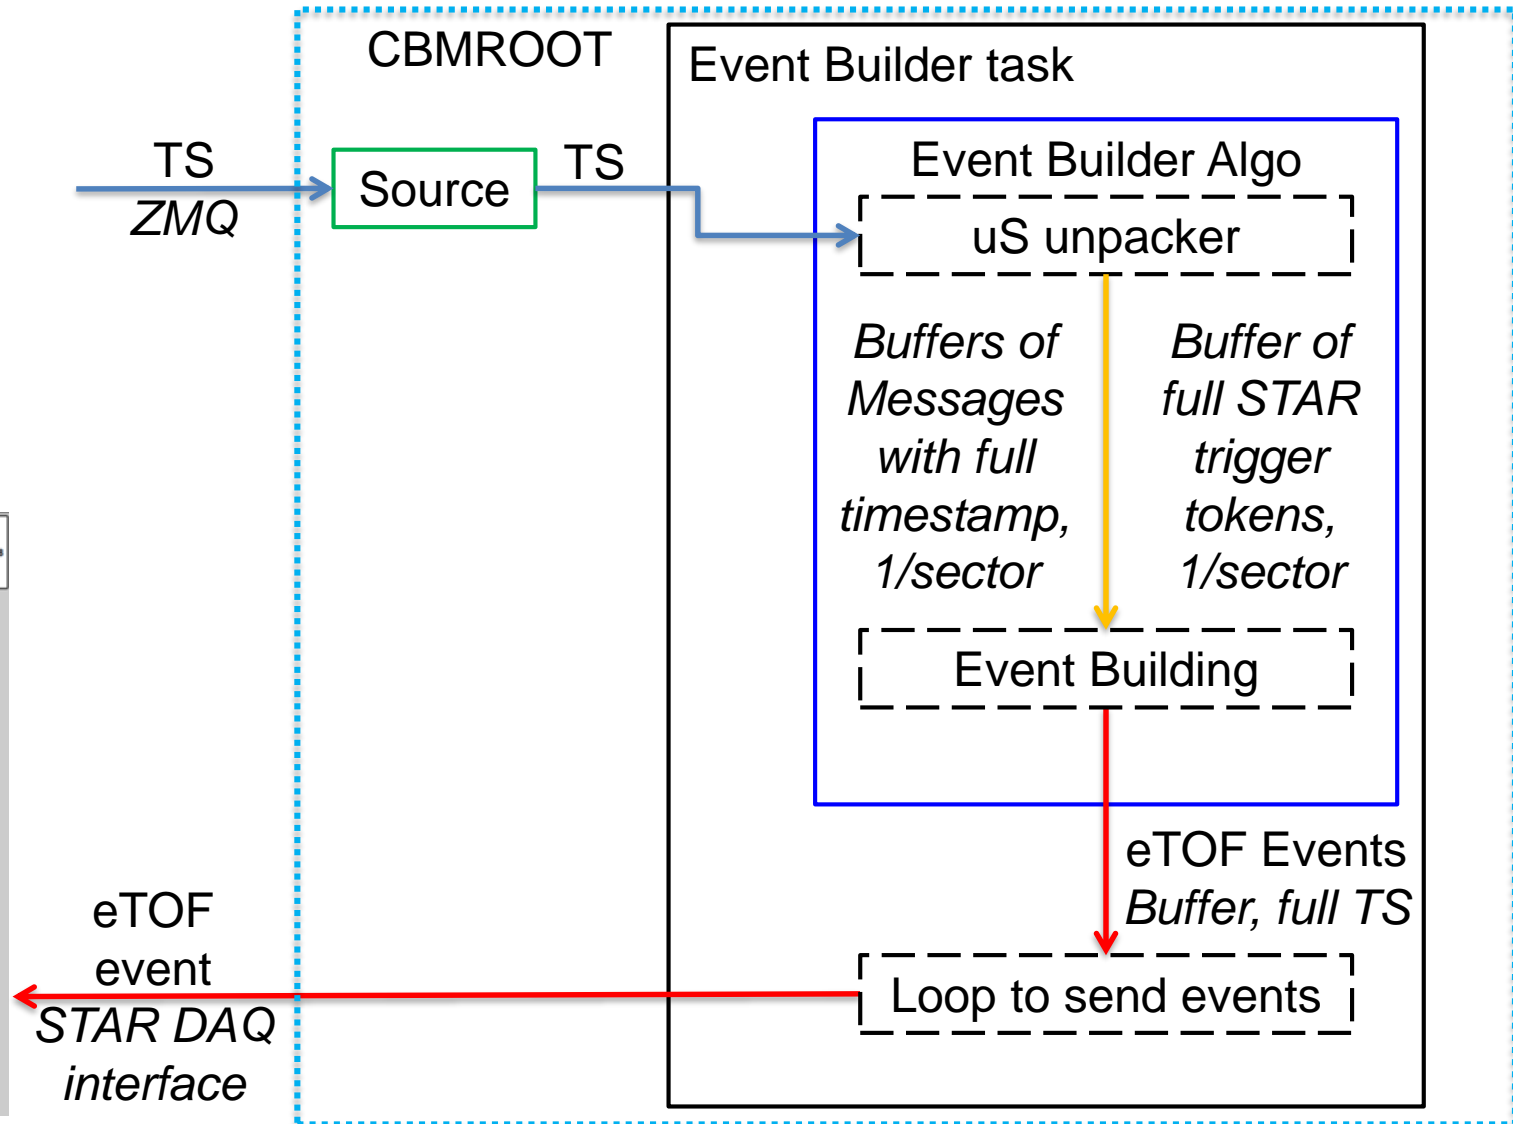 CBMROOT
Event Builder task
TS
ZMQ
Source
TS
Event Builder Algo
uS unpacker
Buffers of
Messages
with full
timestamp,
1/sector
Buffer of
full STAR
trigger
tokens,
1/sector
Event Building
eTOF Events
Buffer, full TS
eTOF
event
STAR DAQ
interface
Loop to send events